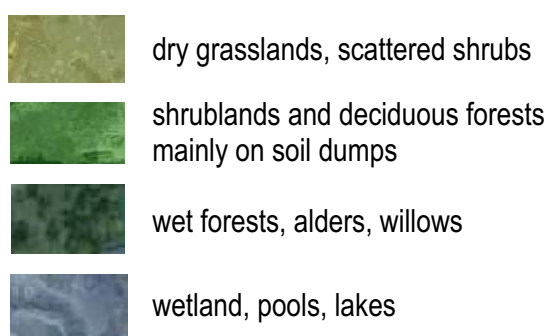 dry grasslands, scattered shrubs
shrublands and deciduous forests
mainly on soil dumps
wet forests, alders, willows
wetland, pools, lakes